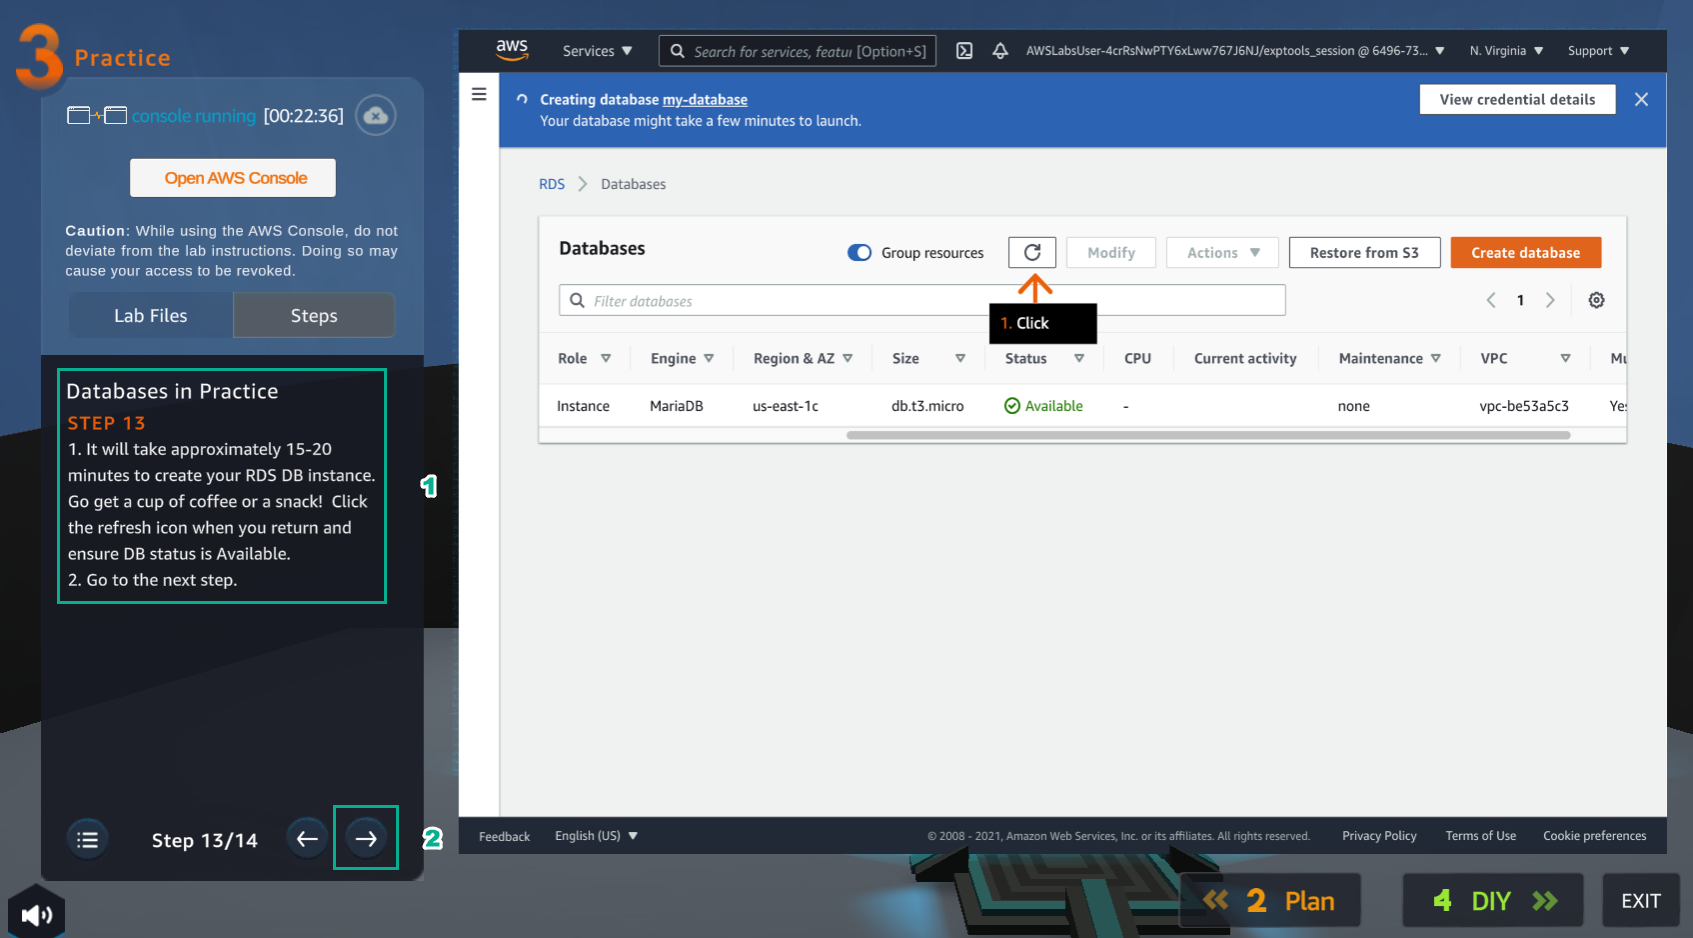 3 Practice
console running [00:22:36]
Open AWS Console
Caution: While using the AWS Console, do not
deviate from the lab instructions. Doing so may
cause your access to be revoked.
Lab Files
Steps
Databases in Practice
STEP 13
1. It will take approximately 15-20
minutes to create your RDS DB instance.
Go get a cup of coffee or a snack! Click
the refresh icon when you return and
ensure DB status is Available.
2. Go to the next step.
1
Step 13/14
2
aws
Services
Search for services, featur [Option+S]
AWSLabsUser-4crRsNwPTY6xLww767J6NJ/exptools_session @ 6496-73...
N. Virginia
Support
Creating database my-database
Your database might take a few minutes to launch.
View credential details
RDS > Databases
Databases
Group resources
Modify
Actions
Restore from S3
Create database
Filter databases
1
1. Click
Role Engine Region & AZ Size Status CPU Current activity Maintenance VPC Mu
Instance MariaDB us-east-1c db.t3.micro Available - none vpc-be53a5c3 Yes
Feedback
English (US)
© 2008 - 2021, Amazon Web Services, Inc. or its affiliates. All rights reserved.
Privacy Policy
Terms of Use
Cookie preferences
2 Plan
4 DIY
EXIT